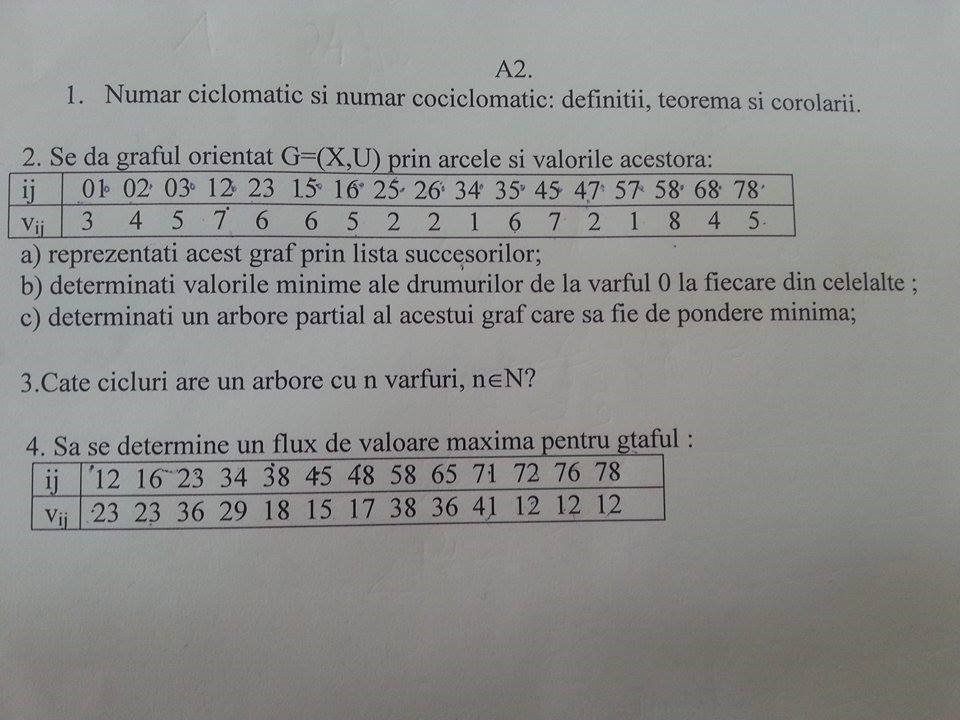 A2.
1. Numar ciclomatic si numar cociclomatic: definitii, teorema si corolarii.
2. Se da graful orientat G=(X,U) prin arcele si valorile acestora:
ij 01 02 03 12 23 15 16 25 26 34 35 45 47 57 58 68 78
vij 3 4 5 7 6 6 5 2 2 1 6 7 2 1 8 4 5
a) reprezentati acest graf prin lista succesorilor;
b) determinati valorile minime ale drumurilor de la varful 0 la fiecare din celelalte ;
c) determinati un arbore partial al acestui graf care sa fie de pondere minima;
3.Cate cicluri are un arbore cu n varfuri, n∈N?
4. Sa se determine un flux de valoare maxima pentru gtaful :
ij 12 16 23 34 38 45 48 58 65 71 72 76 78
vij 23 23 36 29 18 15 17 38 36 41 12 12 12